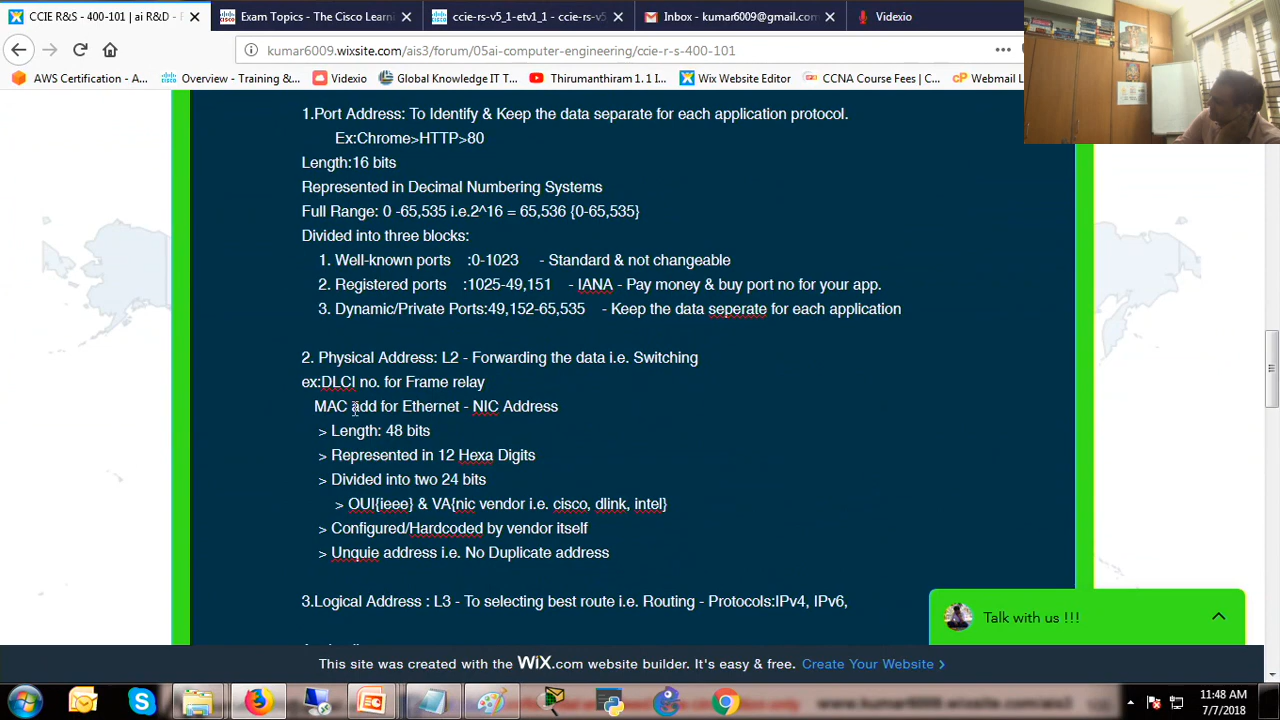 CCIE R&S - 400-101 | ai R&D - E
Exam Topics - The Cisco Learni
ccie-rs-v5_1-etv1_1 - ccie-rs-v5
Inbox - kumar6009@gmail.com
Videxio
kumar6009.wixsite.com/ais3/forum/05ai-computer-engineering/ccie-r-s-400-101
AWS Certification - A...
Overview - Training &...
Videxio
Global Knowledge IT T...
Thirumanthiram 1. 1 I...
Wix Website Editor
CCNA Course Fees | C...
Webmail L
1.Port Address: To Identify & Keep the data separate for each application protocol.
Ex:Chrome>HTTP>80
Length:16 bits
Represented in Decimal Numbering Systems
Full Range: 0 -65,535 i.e.2^16 = 65,536 {0-65,535}
Divided into three blocks:
1. Well-known ports :0-1023 - Standard & not changeable
2. Registered ports :1025-49,151 - IANA - Pay money & buy port no for your app.
3. Dynamic/Private Ports:49,152-65,535 - Keep the data seperate for each application
2. Physical Address: L2 - Forwarding the data i.e. Switching
ex:DLCI no. for Frame relay
MAC add for Ethernet - NIC Address
> Length: 48 bits
> Represented in 12 Hexa Digits
> Divided into two 24 bits
> OUI{ieee} & VA{nic vendor i.e. cisco, dlink, intel}
> Configured/Hardcoded by vendor itself
> Unquie address i.e. No Duplicate address
3.Logical Address : L3 - To selecting best route i.e. Routing - Protocols:IPv4, IPv6,
Talk with us !!!
This site was created with the WiX.com website builder. It's easy & free. Create Your Website >
11:48 AM
7/7/2018